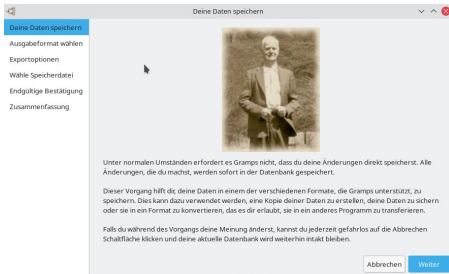 Deine Daten speichern
Deine Daten speichern
Ausgabeformat wählen
Exportoptionen
Wähle Speicherdatei
Endgültige Bestätigung
Zusammenfassung
Unter normalen Umständen erfordert es Gramps nicht, dass du deine Änderungen direkt speicherst. Alle
Änderungen, die du machst, werden sofort in der Datenbank gespeichert.
Dieser Vorgang hilft dir, deine Daten in einem der verschiedenen Formate, die Gramps unterstützt, zu
speichern. Dies kann dazu verwendet werden, eine Kopie deiner Daten zu erstellen, deine Daten zu sichern
oder sie in ein Format zu konvertieren, das es dir erlaubt, sie in ein anderes Programm zu transferieren.
Falls du während des Vorgangs deine Meinung änderst, kannst du jederzeit gefahrlos auf die Abbrechen
Schaltfläche klicken und deine aktuelle Datenbank wird weiterhin intakt bleiben.
Abbrechen Weiter